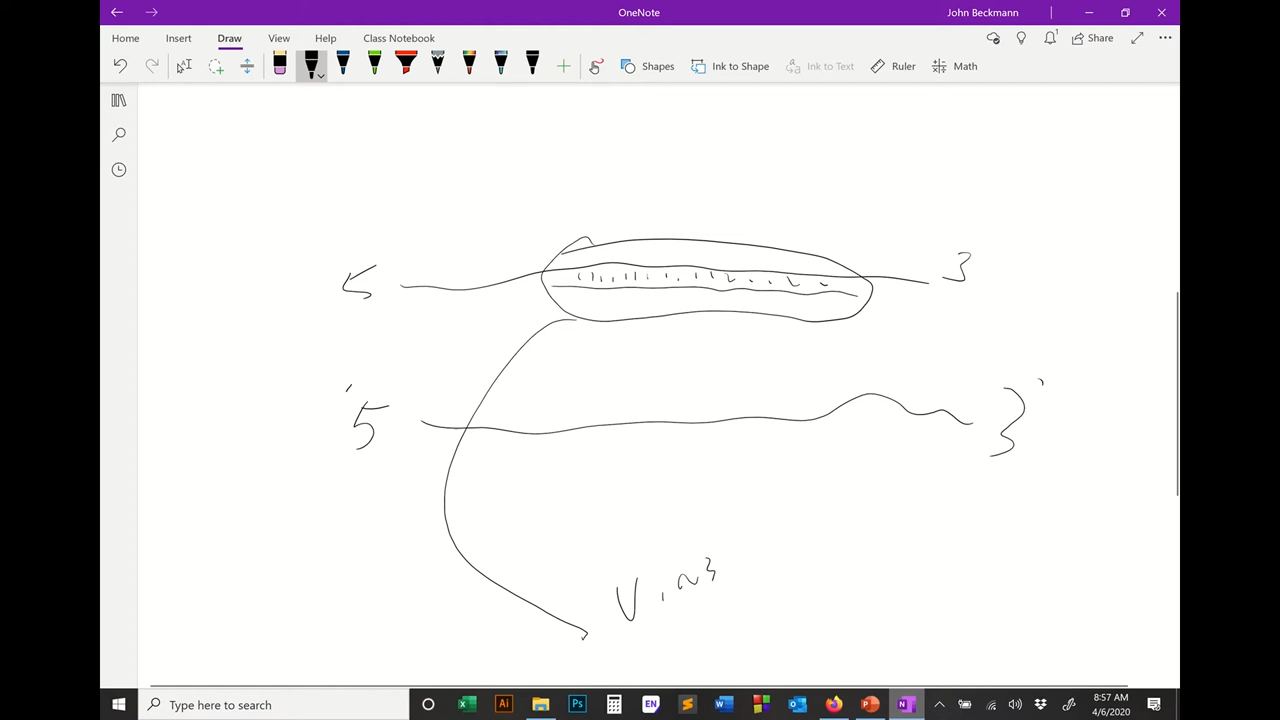 OneNote
John Beckmann
Home Insert Draw View Help Class Notebook
Share
Shapes Ink to Shape Ink to Text Ruler Math
5 3
'5 3'
Type here to search
8:57 AM
4/6/2020